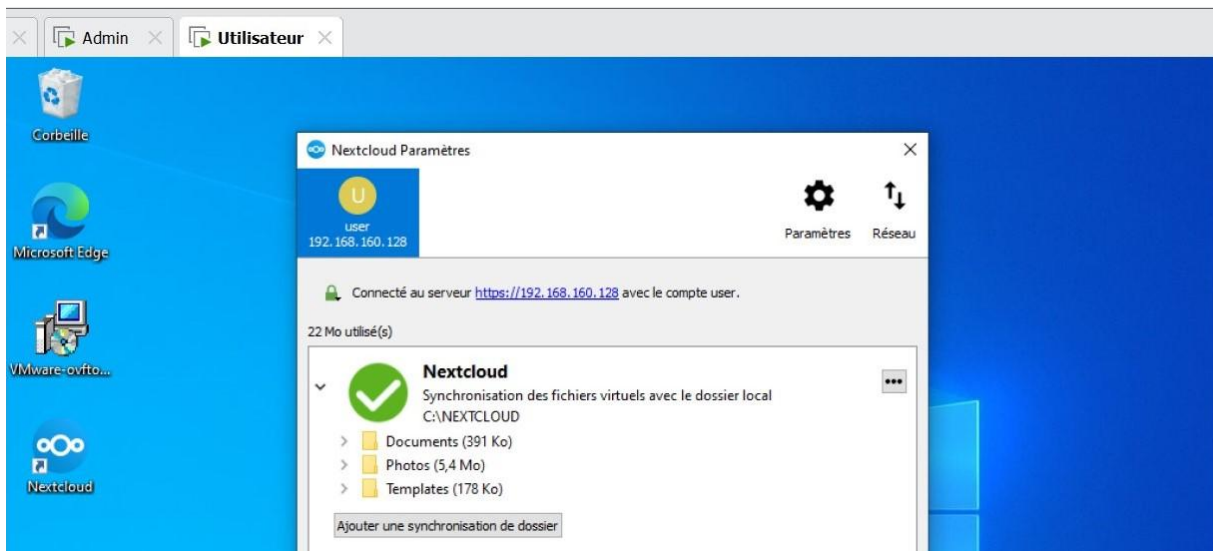 Admin
Utilisateur
Corbeille
Microsoft Edge
VMware-ovfto...
Nextcloud
Nextcloud Paramètres
U
user
192.168.160.128
Paramètres
Réseau
Connecté au serveur https://192.168.160.128 avec le compte user.
22 Mo utilisé(s)
Nextcloud
Synchronisation des fichiers virtuels avec le dossier local
C:\NEXTCLOUD
Documents (391 Ko)
Photos (5,4 Mo)
Templates (178 Ko)
Ajouter une synchronisation de dossier